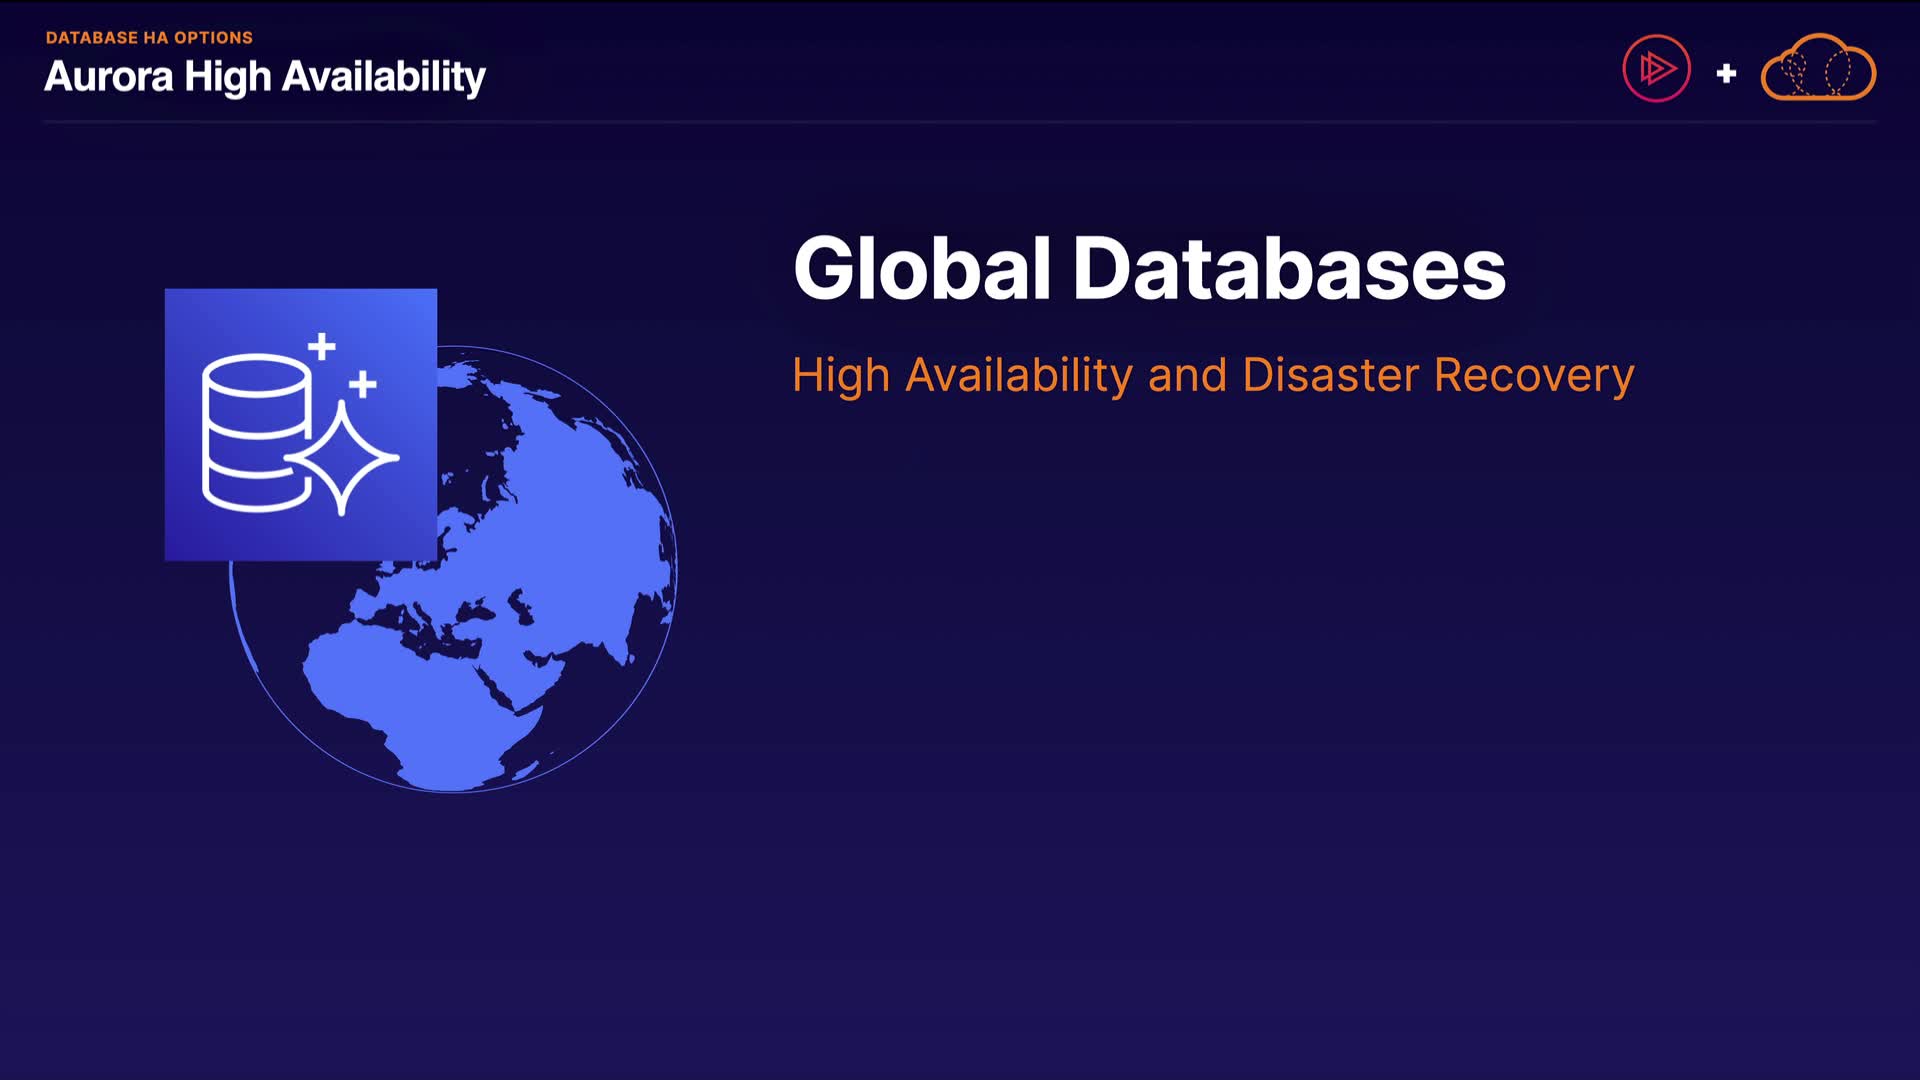 DATABASE HA OPTIONS
Aurora High Availability
Global Databases
High Availability and Disaster Recovery